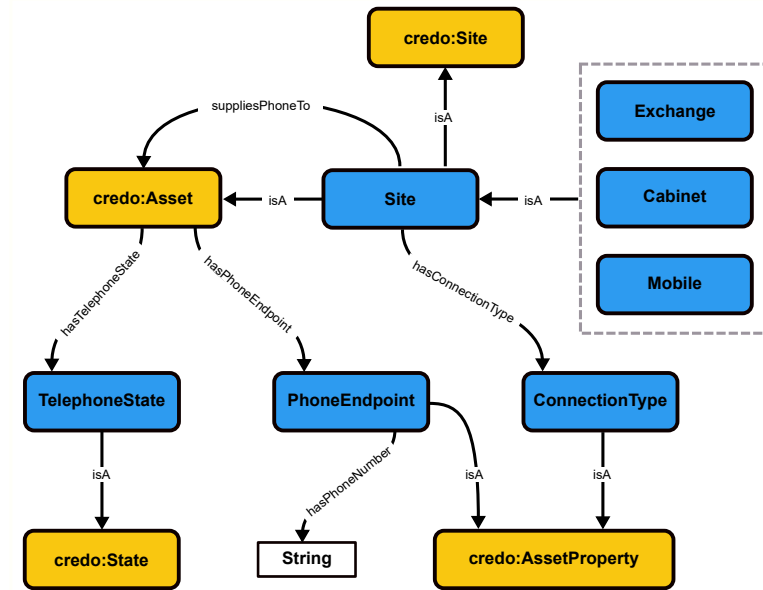 credo:Site
suppliesPhoneTo
isA
Exchange
credo:Asset
isA
Site
isA
Cabinet
Mobile
hasTelephoneState
hasPhoneEndpoint
hasConnectionType
TelephoneState
PhoneEndpoint
ConnectionType
isA
hasPhoneNumber
isA
isA
credo:State
String
credo:AssetProperty